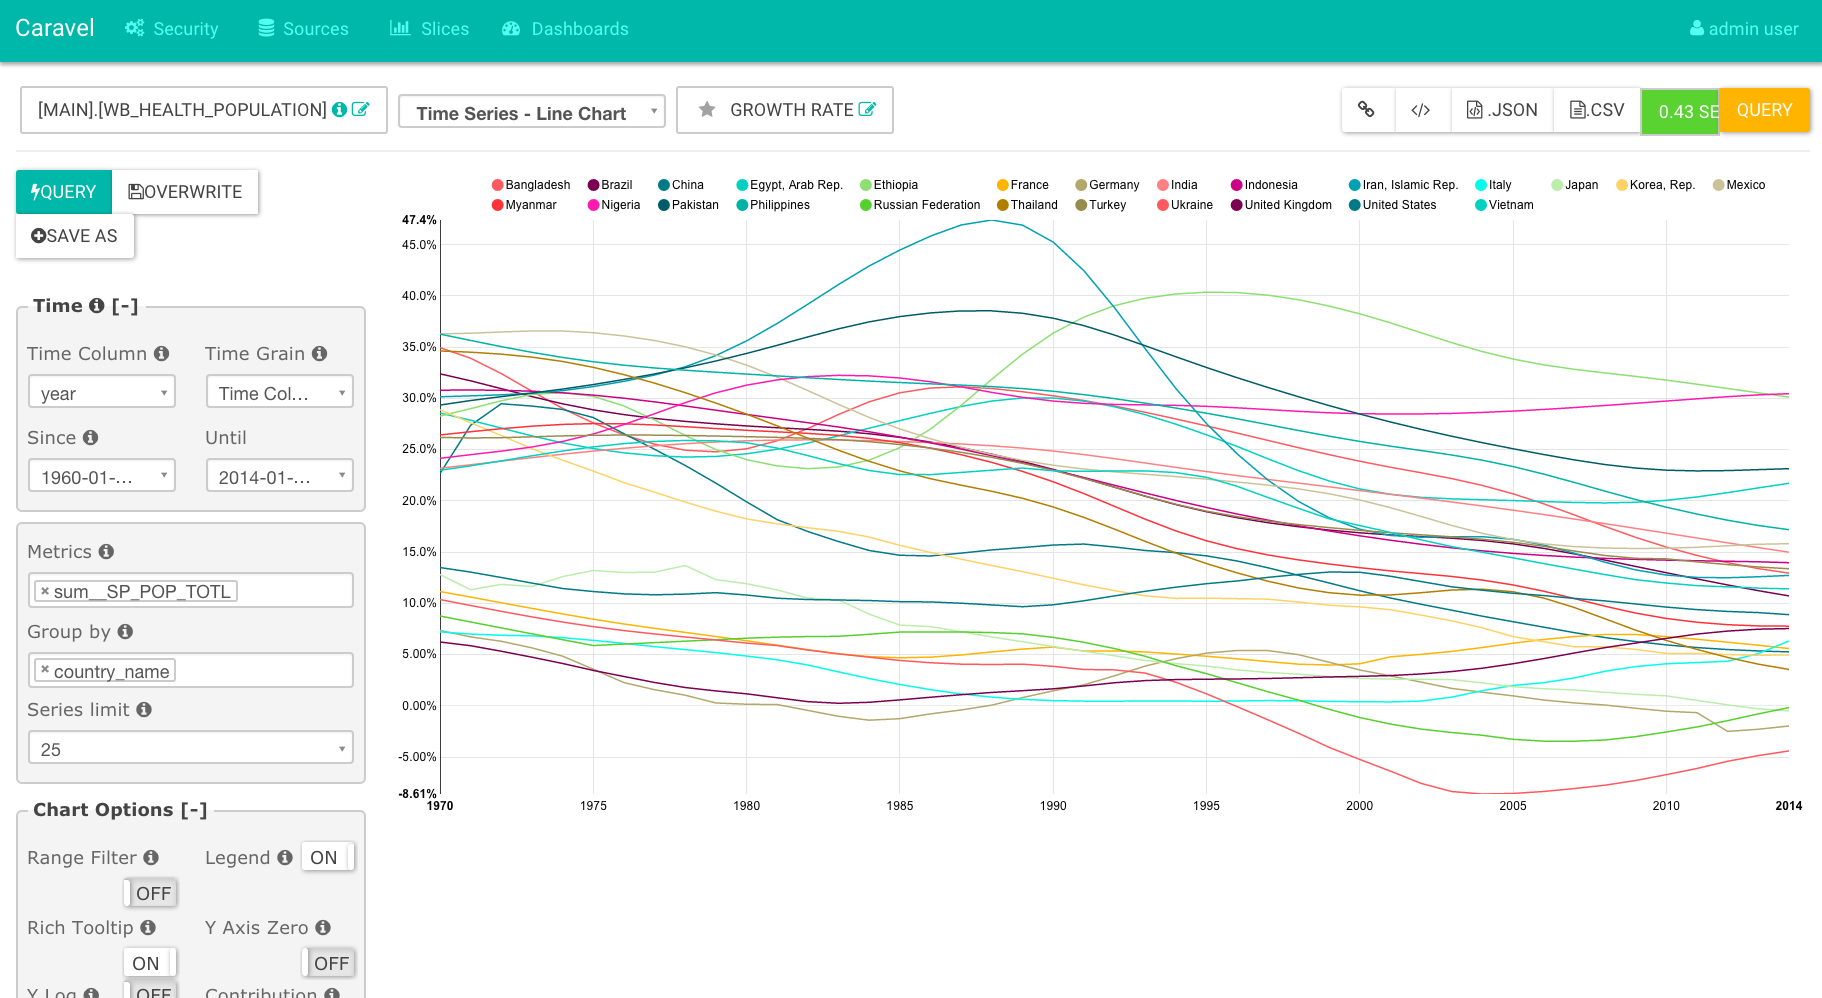 Caravel Security Sources Slices Dashboards admin user
[MAIN].[WB_HEALTH_POPULATION] Time Series - Line Chart GROWTH RATE </> .JSON .CSV 0.43 SE QUERY
QUERY OVERWRITE
SAVE AS
Time [-]
Time Column Time Grain
year Time Col...
Since Until
1960-01-... 2014-01-...
Metrics
× sum__SP_POP_TOTL
Group by
× country_name
Series limit
25
Chart Options [-]
Range Filter Legend ON
OFF
Rich Tooltip Y Axis Zero
ON OFF
Y Log OFF Contribution
Bangladesh Brazil China Egypt, Arab Rep. Ethiopia France Germany India Indonesia Iran, Islamic Rep. Italy Japan Korea, Rep. Mexico
Myanmar Nigeria Pakistan Philippines Russian Federation Thailand Turkey Ukraine United Kingdom United States Vietnam
47.4%
45.0%
40.0%
35.0%
30.0%
25.0%
20.0%
15.0%
10.0%
5.00%
0.00%
-5.00%
-8.61%
1970 1975 1980 1985 1990 1995 2000 2005 2010 2014